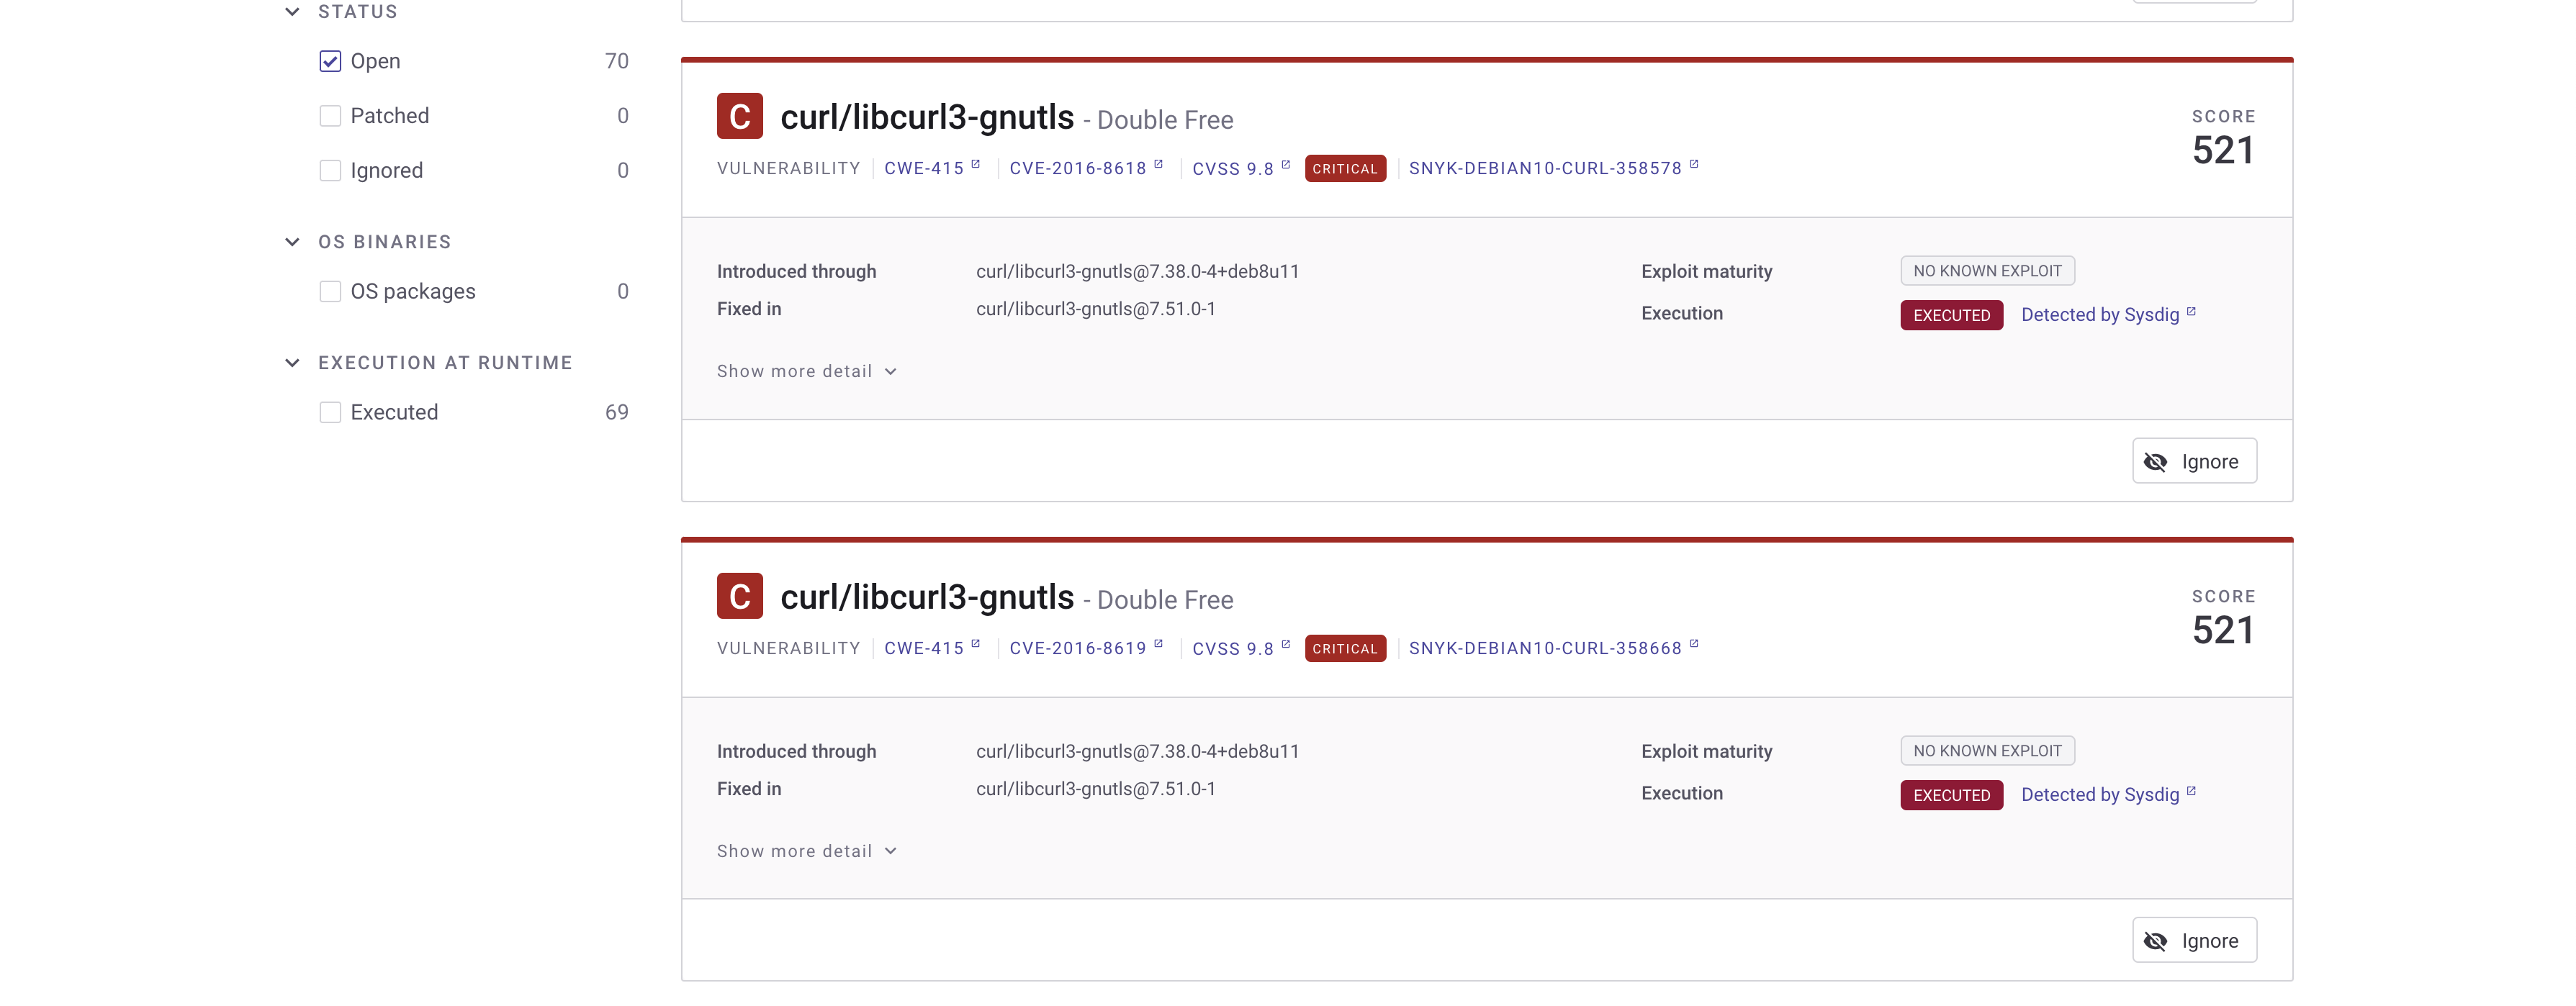 STATUS
Open 70
Patched 0
Ignored 0
OS BINARIES
OS packages 0
EXECUTION AT RUNTIME
Executed 69
C curl/libcurl3-gnutls - Double Free
SCORE
521
VULNERABILITY CWE-415 CVE-2016-8618 CVSS 9.8 CRITICAL SNYK-DEBIAN10-CURL-358578
Introduced through curl/libcurl3-gnutls@7.38.0-4+deb8u11
Fixed in curl/libcurl3-gnutls@7.51.0-1
Exploit maturity NO KNOWN EXPLOIT
Execution EXECUTED Detected by Sysdig
Show more detail
Ignore
C curl/libcurl3-gnutls - Double Free
SCORE
521
VULNERABILITY CWE-415 CVE-2016-8619 CVSS 9.8 CRITICAL SNYK-DEBIAN10-CURL-358668
Introduced through curl/libcurl3-gnutls@7.38.0-4+deb8u11
Fixed in curl/libcurl3-gnutls@7.51.0-1
Exploit maturity NO KNOWN EXPLOIT
Execution EXECUTED Detected by Sysdig
Show more detail
Ignore